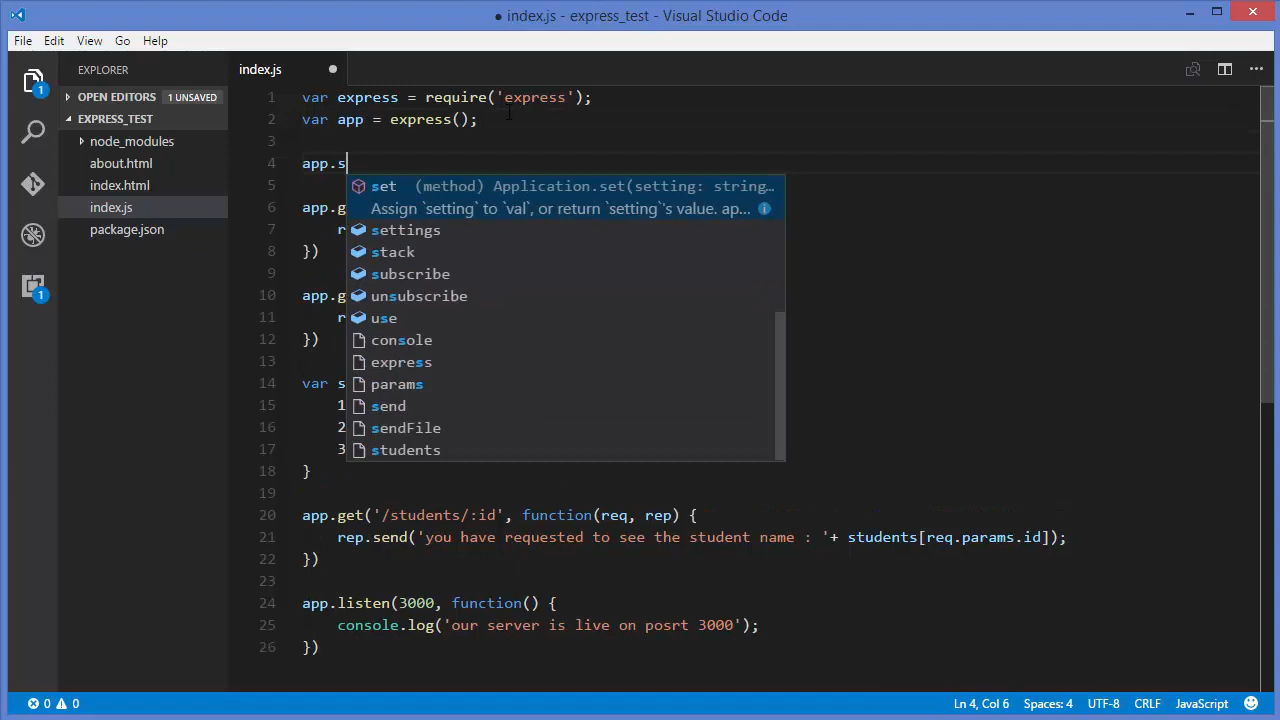 ● index.js - express_test - Visual Studio Code
File Edit View Go Help
EXPLORER
index.js
OPEN EDITORS 1 UNSAVED
EXPRESS_TEST
node_modules
about.html
index.html
index.js
package.json
1
1
1 var express = require('express');
2 var app = express();
3
4 app.s
set (method) Application.set(setting: string...
5
Assign `setting` to `val`, or return `setting`'s value. ap...
6 app.g
7 r
8 })
9
10 app.g
11 r
12 })
13
14 var s
15 1
16 2
17 3
settings
stack
subscribe
unsubscribe
use
console
express
params
send
sendFile
students
18 }
19
20 app.get('/students/:id', function(req, rep) {
21 rep.send('you have requested to see the student name : '+ students[req.params.id]);
22 })
23
24 app.listen(3000, function() {
25 console.log('our server is live on posrt 3000');
26 })
0 0
Ln 4, Col 6 Spaces: 4 UTF-8 CRLF JavaScript